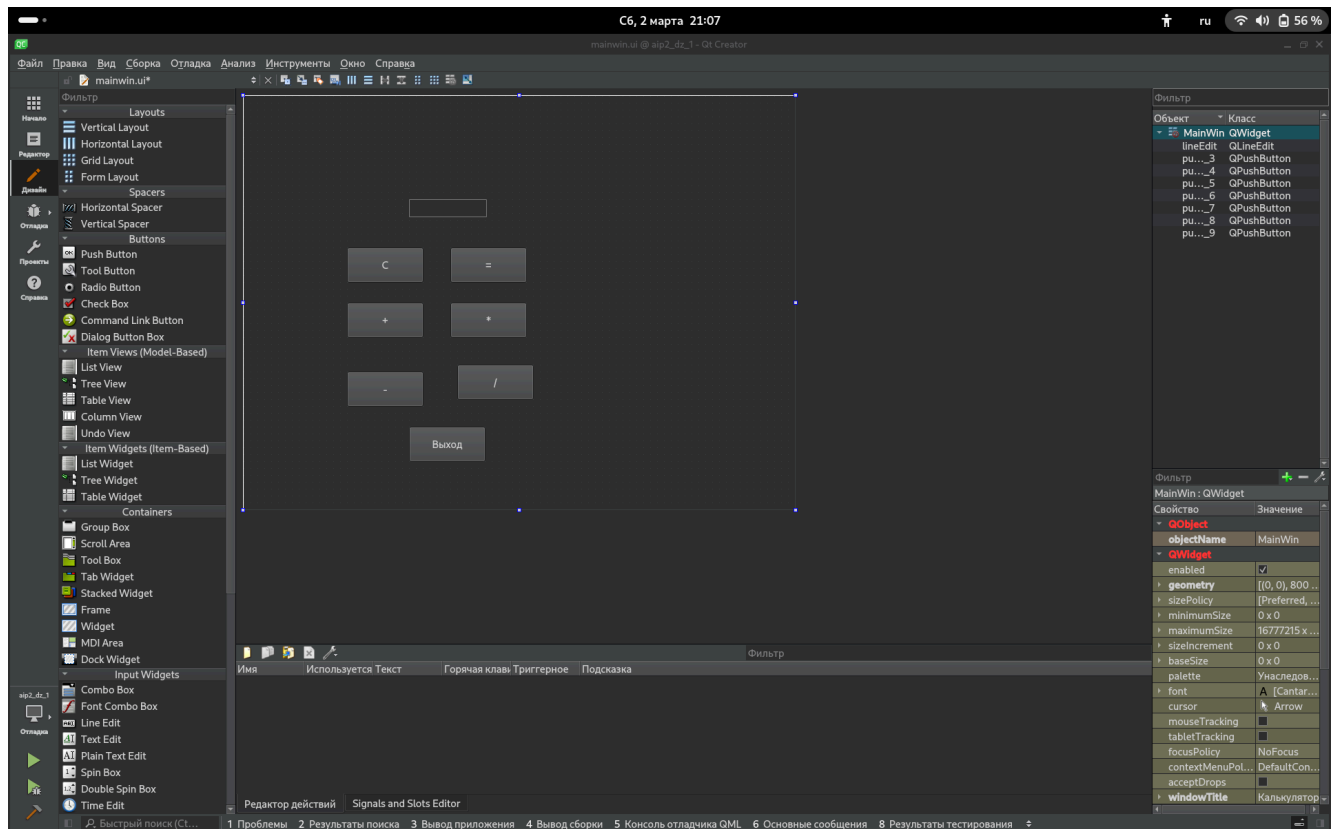 Сб, 2 марта 21:07
ru
56 %
QC
mainwin.ui @ aip2_dz_1 - Qt Creator
Файл Правка Вид Сборка Отладка Анализ Инструменты Окно Справка
mainwin.ui*
Начало
Редактор
Дизайн
Отладка
Проекты
Справка
aip2_dz_1
Отладка
Фильтр
Layouts
Vertical Layout
Horizontal Layout
Grid Layout
Form Layout
Spacers
Horizontal Spacer
Vertical Spacer
Buttons
Push Button
Tool Button
Radio Button
Check Box
Command Link Button
Dialog Button Box
Item Views (Model-Based)
List View
Tree View
Table View
Column View
Undo View
Item Widgets (Item-Based)
List Widget
Tree Widget
Table Widget
Containers
Group Box
Scroll Area
Tool Box
Tab Widget
Stacked Widget
Frame
Widget
MDI Area
Dock Widget
Input Widgets
Combo Box
Font Combo Box
Line Edit
Text Edit
Plain Text Edit
Spin Box
Double Spin Box
Time Edit
C =
+ *
- /
Выход
Фильтр
Имя Используется Текст Горячая клави Триггерное Подсказка
Редактор действий Signals and Slots Editor
Фильтр
Объект Класс
MainWin QWidget
lineEdit QLineEdit
pu..._3 QPushButton
pu..._4 QPushButton
pu..._5 QPushButton
pu..._6 QPushButton
pu..._7 QPushButton
pu..._8 QPushButton
pu..._9 QPushButton
Фильтр
MainWin : QWidget
Свойство Значение
QObject
objectName MainWin
QWidget
enabled
geometry [(0, 0), 800 ..
sizePolicy [Preferred, ...
minimumSize 0 x 0
maximumSize 16777215 x ...
sizeIncrement 0 x 0
baseSize 0 x 0
palette Унаследов...
font A [Cantar...
cursor Arrow
mouseTracking
tabletTracking
focusPolicy NoFocus
contextMenuPol... DefaultCon...
acceptDrops
windowTitle Калькулятор
Быстрый поиск (Ct...
1 Проблемы 2 Результаты поиска 3 Вывод приложения 4 Вывод сборки 5 Консоль отладчика QML 6 Основные сообщения 8 Результаты тестирования